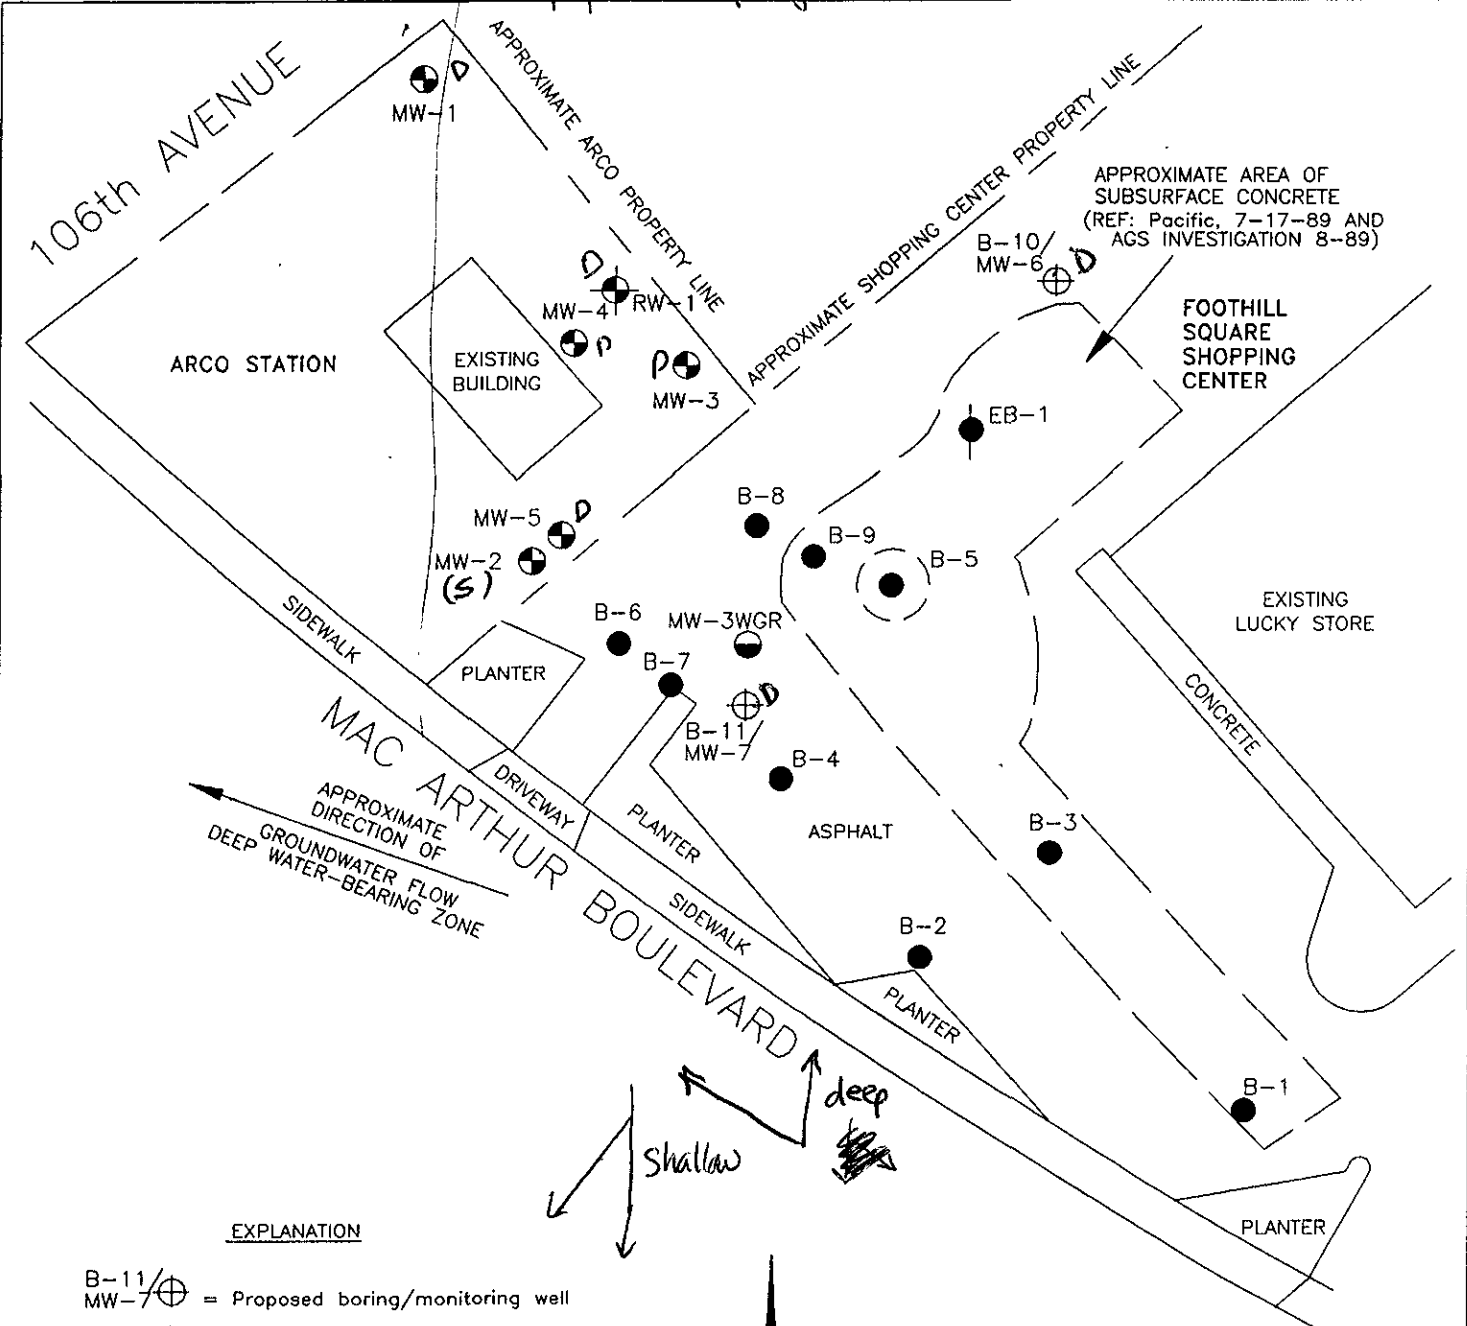 106th AVENUE
MW-1
D
APPROXIMATE ARCO PROPERTY LINE
APPROXIMATE SHOPPING CENTER PROPERTY LINE
APPROXIMATE AREA OF
SUBSURFACE CONCRETE
(REF: Pacific, 7-17-89 AND
AGS INVESTIGATION 8-89)
B-10/
MW-6
D
FOOTHILL
SQUARE
SHOPPING
CENTER
D
RW-1
MW-4
D
ARCO STATION
EXISTING
BUILDING
D
MW-3
EB-1
B-8
B-9
B-5
MW-5
D
MW-2
(S)
EXISTING
LUCKY STORE
SIDEWALK
B-6
MW-3WGR
PLANTER
B-7
D
B-11/
MW-7
CONCRETE
B-4
MAC ARTHUR BOULEVARD
DRIVEWAY
PLANTER
ASPHALT
B-3
APPROXIMATE
DIRECTION OF
GROUNDWATER FLOW
DEEP WATER-BEARING ZONE
SIDEWALK
B-2
PLANTER
deep
Shallow
B-1
PLANTER
EXPLANATION
B-11/
MW-7 = Proposed boring/monitoring well